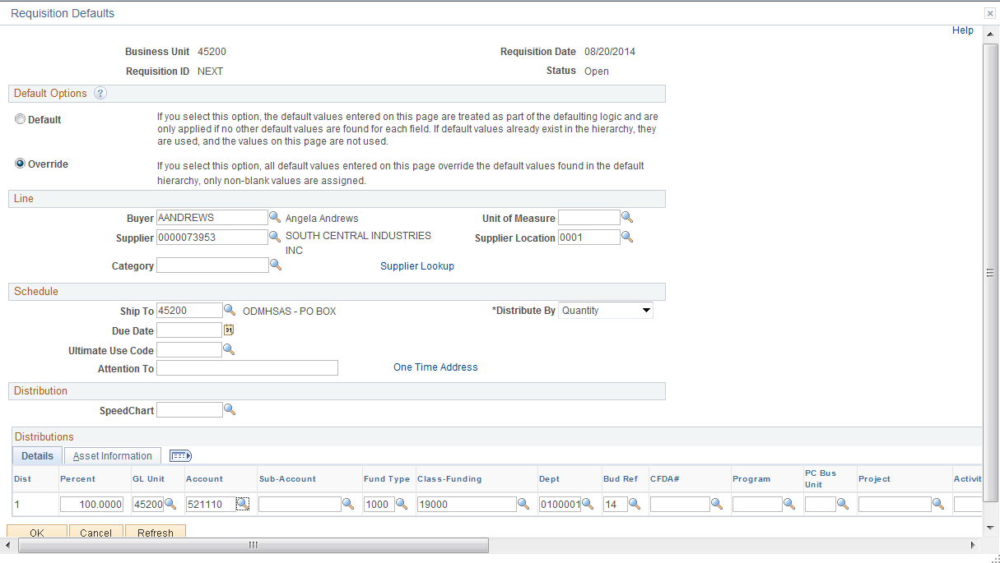 Requisition Defaults
Help
Business Unit 45200 Requisition Date 08/20/2014
Requisition ID NEXT Status Open
Default Options ?
Default If you select this option, the default values entered on this page are treated as part of the defaulting logic and are
only applied if no other default values are found for each field. If default values already exist in the hierarchy, they
are used, and the values on this page are not used.
Override If you select this option, all default values entered on this page override the default values found in the default
hierarchy, only non-blank values are assigned.
Line
Buyer AANDREWS Angela Andrews Unit of Measure
Supplier 0000073953 SOUTH CENTRAL INDUSTRIES Supplier Location 0001
INC
Category Supplier Lookup
Schedule
Ship To 45200 ODMHSAS - PO BOX *Distribute By Quantity
Due Date 31
Ultimate Use Code
Attention To One Time Address
Distribution
SpeedChart
Distributions
Details Asset Information
Dist Percent GL Unit Account Sub-Account Fund Type Class-Funding Dept Bud Ref CFDA# Program PC Bus Unit Project Activit
1 100.0000 45200 521110 1000 19000 0100001 14
OK Cancel Refresh